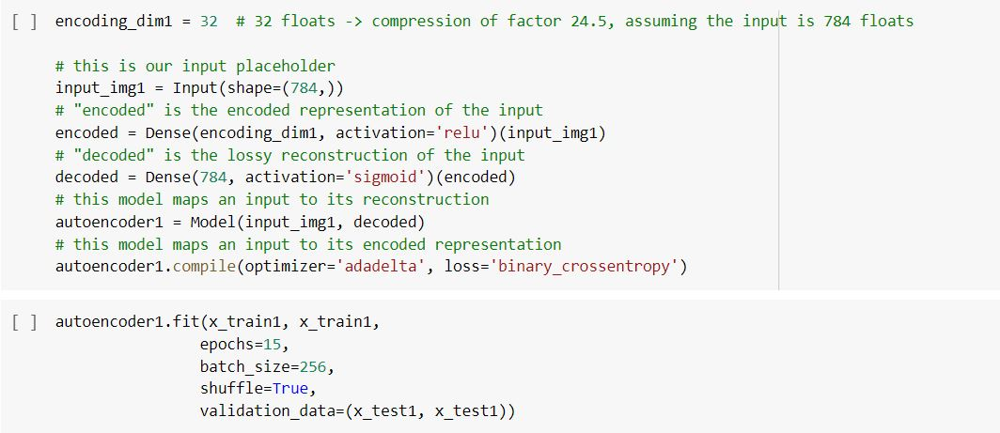 [ ] encoding_dim1 = 32  # 32 floats -> compression of factor 24.5, assuming the input is 784 floats
# this is our input placeholder
input_img1 = Input(shape=(784,))
# "encoded" is the encoded representation of the input
encoded = Dense(encoding_dim1, activation='relu')(input_img1)
# "decoded" is the lossy reconstruction of the input
decoded = Dense(784, activation='sigmoid')(encoded)
# this model maps an input to its reconstruction
autoencoder1 = Model(input_img1, decoded)
# this model maps an input to its encoded representation
autoencoder1.compile(optimizer='adadelta', loss='binary_crossentropy')
[ ] autoencoder1.fit(x_train1, x_train1,
epochs=15,
batch_size=256,
shuffle=True,
validation_data=(x_test1, x_test1))